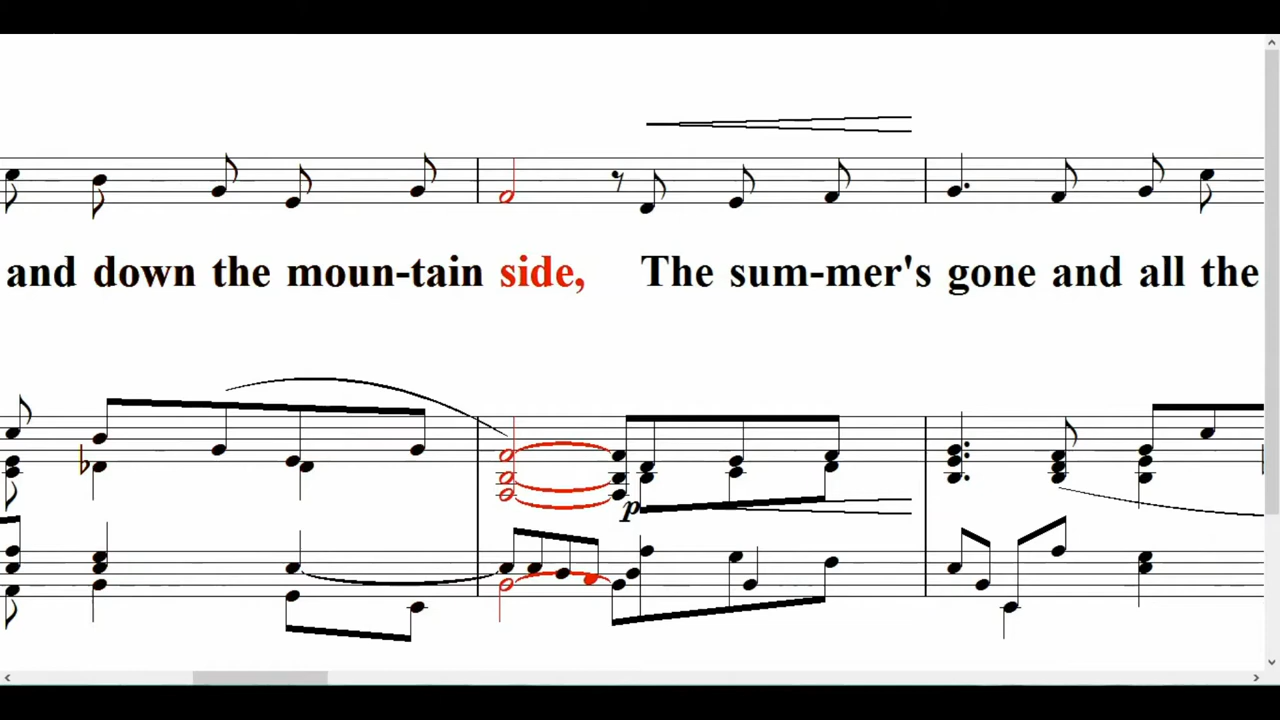 and down the moun-tain side, The sum-mer's gone and all the
p